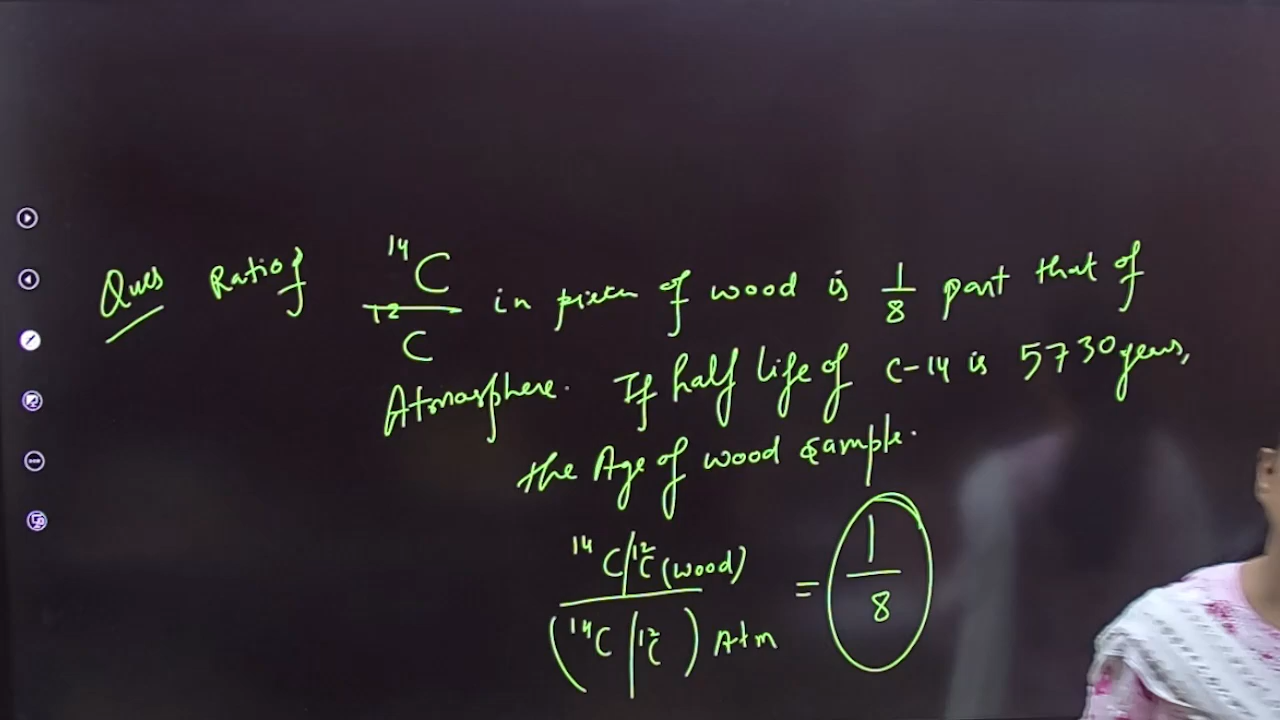 Ques Ratio of ¹⁴C/¹²C in piece of wood is 1/8 part that of
Atmosphere. If half life of C-14 is 5730 years,
the Age of wood sample.
¹⁴C/¹²C (wood) / (¹⁴C/¹²C) Atm = 1/8